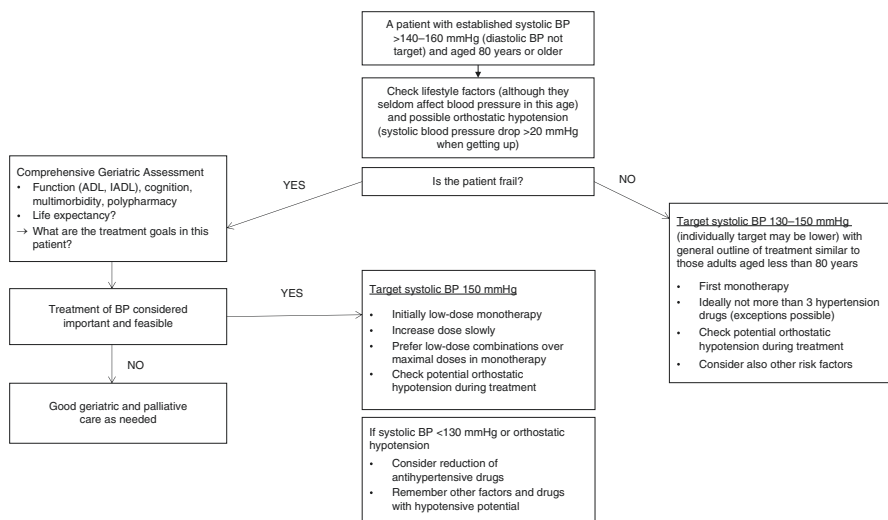 A patient with established systolic BP
>140–160 mmHg (diastolic BP not
target) and aged 80 years or older
Check lifestyle factors (although they
seldom affect blood pressure in this age)
and possible orthostatic hypotension
(systolic blood pressure drop >20 mmHg
when getting up)
Is the patient frail?
YES
NO
Comprehensive Geriatric Assessment
• Function (ADL, IADL), cognition,
multimorbidity, polypharmacy
• Life expectancy?
→ What are the treatment goals in this
patient?
Treatment of BP considered
important and feasible
YES
NO
Good geriatric and palliative
care as needed
Target systolic BP 150 mmHg
• Initially low-dose monotherapy
• Increase dose slowly
• Prefer low-dose combinations over
maximal doses in monotherapy
• Check potential orthostatic
hypotension during treatment
If systolic BP <130 mmHg or orthostatic
hypotension
• Consider reduction of
antihypertensive drugs
• Remember other factors and drugs
with hypotensive potential
Target systolic BP 130–150 mmHg
(individually target may be lower) with
general outline of treatment similar to
those adults aged less than 80 years
• First monotherapy
• Ideally not more than 3 hypertension
drugs (exceptions possible)
• Check potential orthostatic
hypotension during treatment
• Consider also other risk factors